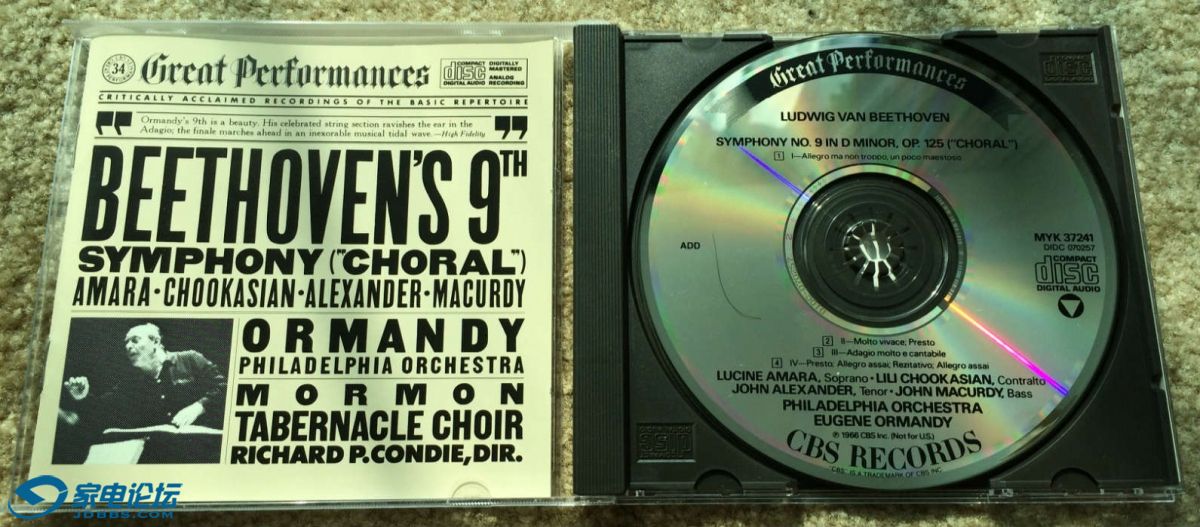 34
Great Performances
COMPACT
disc
DIGITAL AUDIO
DIGITALLY
MASTERED
ANALOG
RECORDING
CRITICALLY ACCLAIMED RECORDINGS OF THE BASIC REPERTOIRE
" Ormandy's 9th is a beauty. His celebrated string section ravishes the ear in the
Adagio; the finale marches ahead in an inexorable musical tidal wave. —High Fidelity "
BEETHOVEN'S 9TH
SYMPHONY ("CHORAL")
AMARA·CHOOKASIAN·ALEXANDER·MACURDY
ORMANDY
PHILADELPHIA ORCHESTRA
MORMON
TABERNACLE CHOIR
RICHARD P. CONDIE, DIR.
Great Performances
LUDWIG VAN BEETHOVEN
SYMPHONY NO. 9 IN D MINOR, OP. 125 ("CHORAL")
1 I—Allegro ma non troppo, un poco maestoso
ADD
MYK 37241
DIDC 070257
COMPACT
disc
DIGITAL AUDIO
2 II—Molto vivace; Presto
3 III—Adagio molto e cantabile
4 IV—Presto; Allegro assai; Rezitativo; Allegro assai
LUCINE AMARA, Soprano · LILI CHOOKASIAN, Contralto
JOHN ALEXANDER, Tenor · JOHN MACURDY, Bass
PHILADELPHIA ORCHESTRA
EUGENE ORMANDY
℗ 1966 CBS Inc. (Not for U.S.)
CBS RECORDS
"CBS" IS A TRADEMARK OF CBS INC.
COMPACT
disc
disc
家电论坛
JDBBS.COM